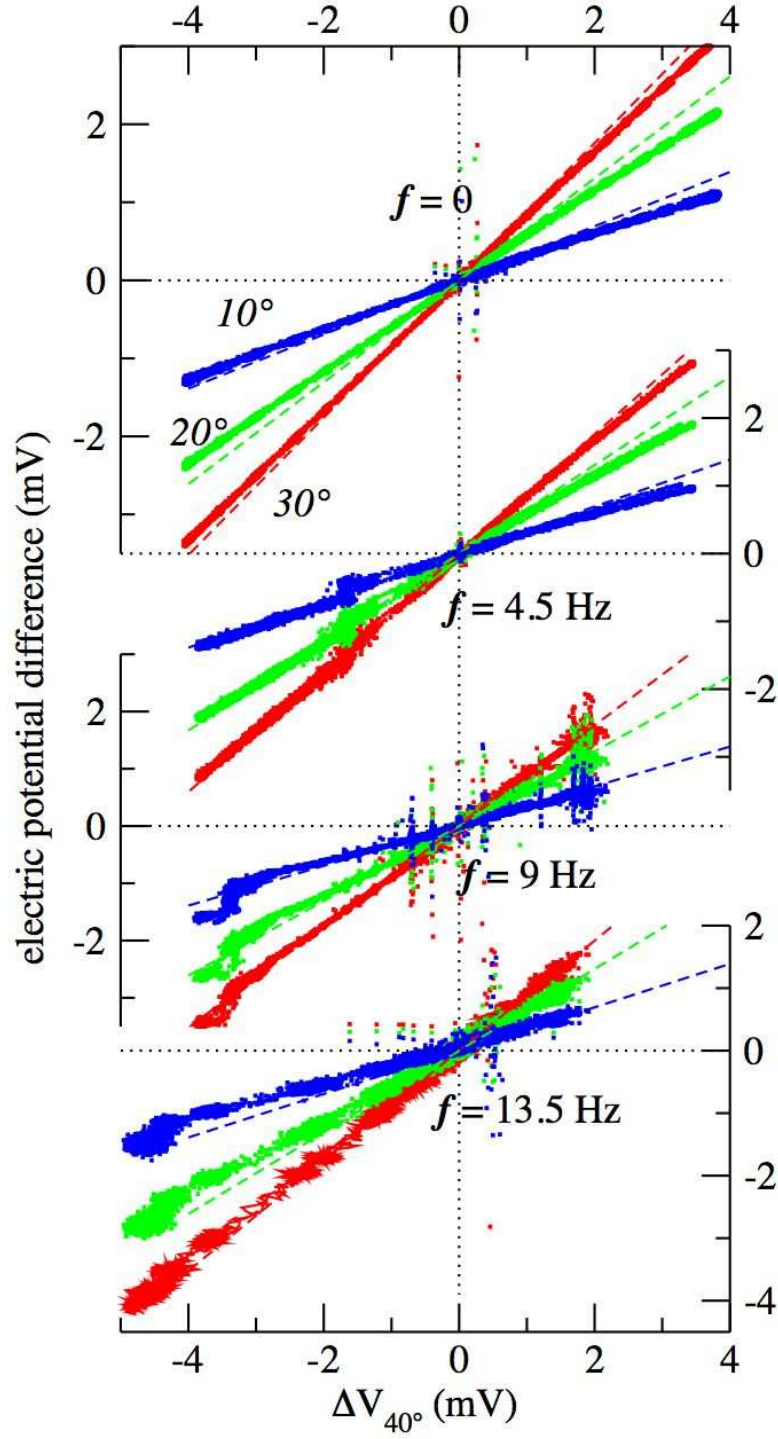 -4 -2 0 2 4
2
0
-2
f = 0
10°
20°
30°
2
0
-2
f = 4.5 Hz
2
0
-2
f = 9 Hz
2
0
-2
-4
f = 13.5 Hz
electric potential difference (mV)
-4 -2 0 2 4
ΔV40° (mV)